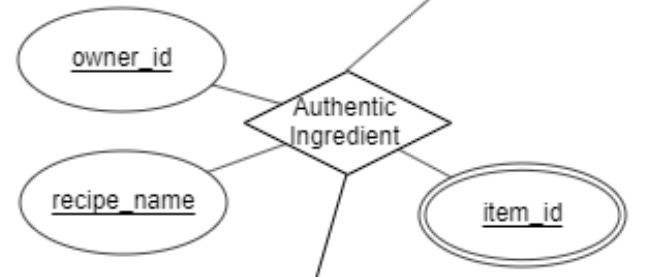 owner_id
Authentic
Ingredient
recipe_name
item_id